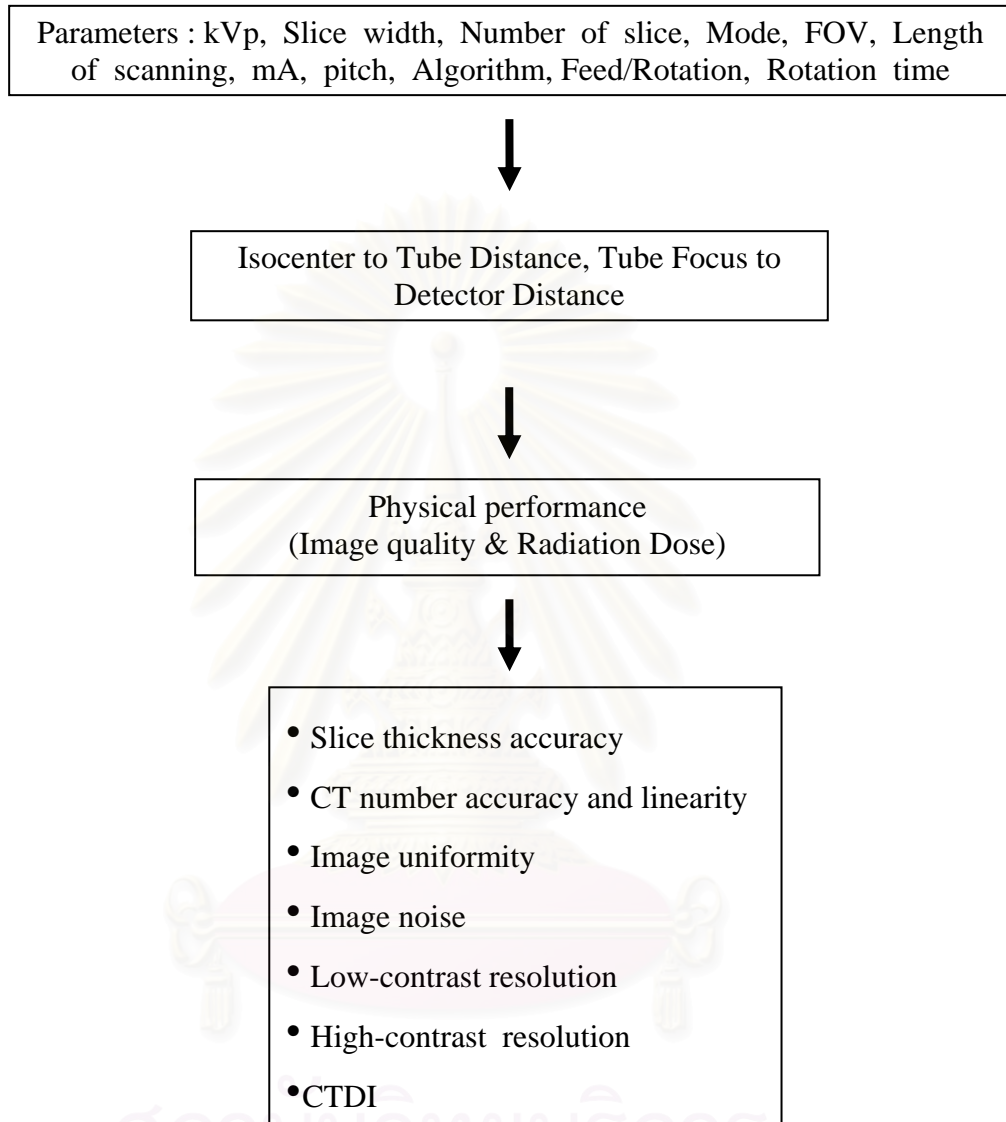 Parameters : kVp, Slice width, Number of slice, Mode, FOV, Length
of scanning, mA, pitch, Algorithm, Feed/Rotation, Rotation time
Isocenter to Tube Distance, Tube Focus to
Detector Distance
Physical performance
(Image quality & Radiation Dose)
• Slice thickness accuracy
• CT number accuracy and linearity
• Image uniformity
• Image noise
• Low-contrast resolution
• High-contrast resolution
•CTDI